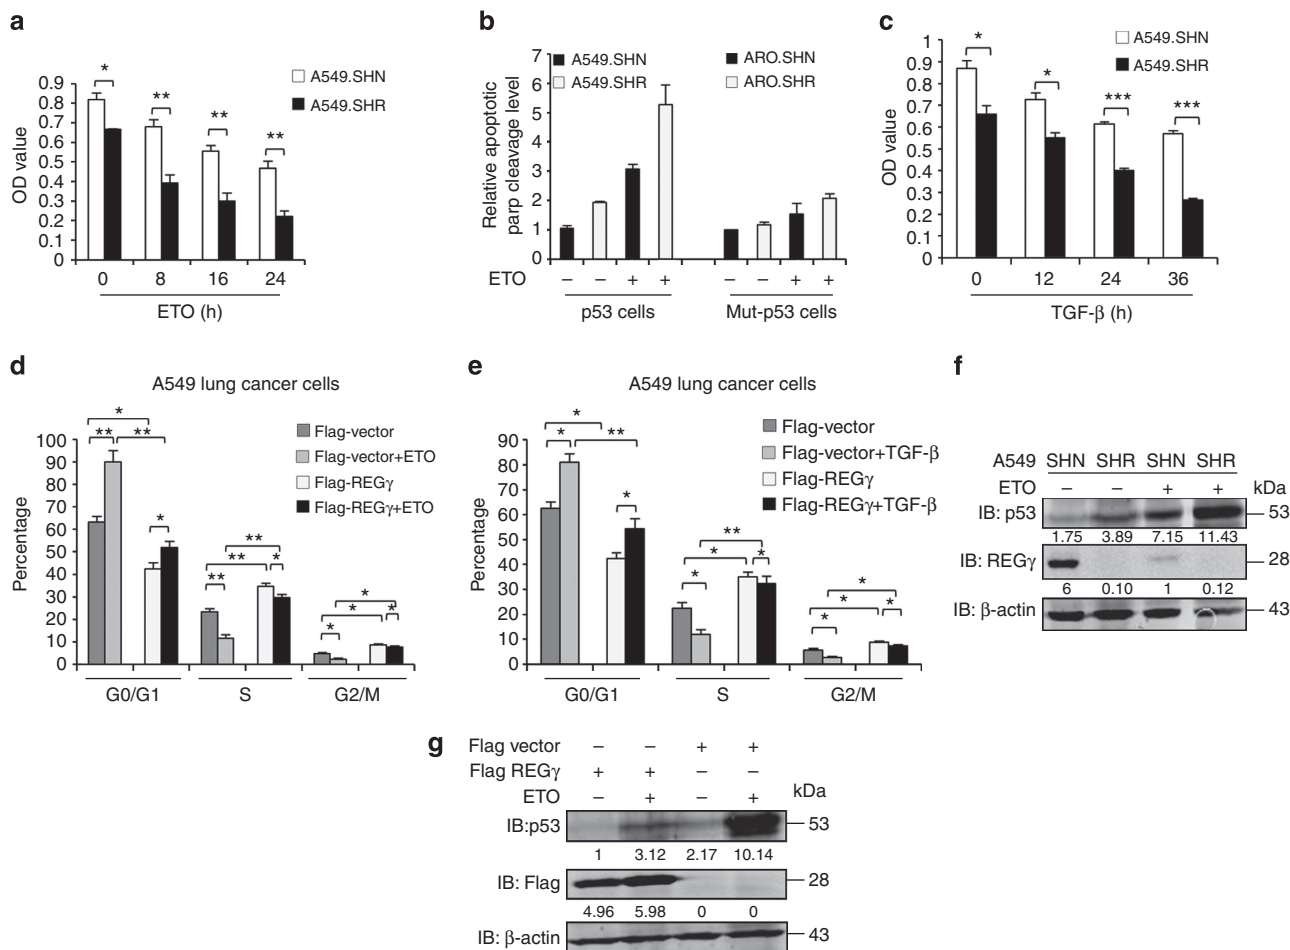 a
OD value
0.9
0.8
0.7
0.6
0.5
0.4
0.3
0.2
0.1
0
*
**
**
**
A549.SHN
A549.SHR
0 8 16 24
ETO (h)
b
Relative apoptotic
parp cleavage level
7
6
5
4
3
2
1
0
A549.SHN
A549.SHR
ARO.SHN
ARO.SHR
ETO – – + + – – + +
p53 cells Mut-p53 cells
c
OD value
1
0.9
0.8
0.7
0.6
0.5
0.4
0.3
0.2
0.1
0
*
*
***
***
A549.SHN
A549.SHR
0 12 24 36
TGF-β (h)
d
A549 lung cancer cells
Percentage
100
90
80
70
60
50
40
30
20
10
0
*
** **
*
**
** *
**
*
* *
*
Flag-vector
Flag-vector+ETO
Flag-REGγ
Flag-REGγ+ETO
G0/G1 S G2/M
e
A549 lung cancer cells
Percentage
90
80
70
60
50
40
30
20
10
0
*
* **
*
**
* *
*
*
* *
*
Flag-vector
Flag-vector+TGF-β
Flag-REGγ
Flag-REGγ+TGF-β
G0/G1 S G2/M
f
A549 SHN SHR SHN SHR
ETO – – + + kDa
IB: p53 53
1.75 3.89 7.15 11.43
IB: REGγ 28
6 0.10 1 0.12
IB: β-actin 43
g
Flag vector – – + +
Flag REGγ + + – –
ETO – + – + kDa
IB:p53 53
1 3.12 2.17 10.14
IB: Flag 28
4.96 5.98 0 0
IB: β-actin 43